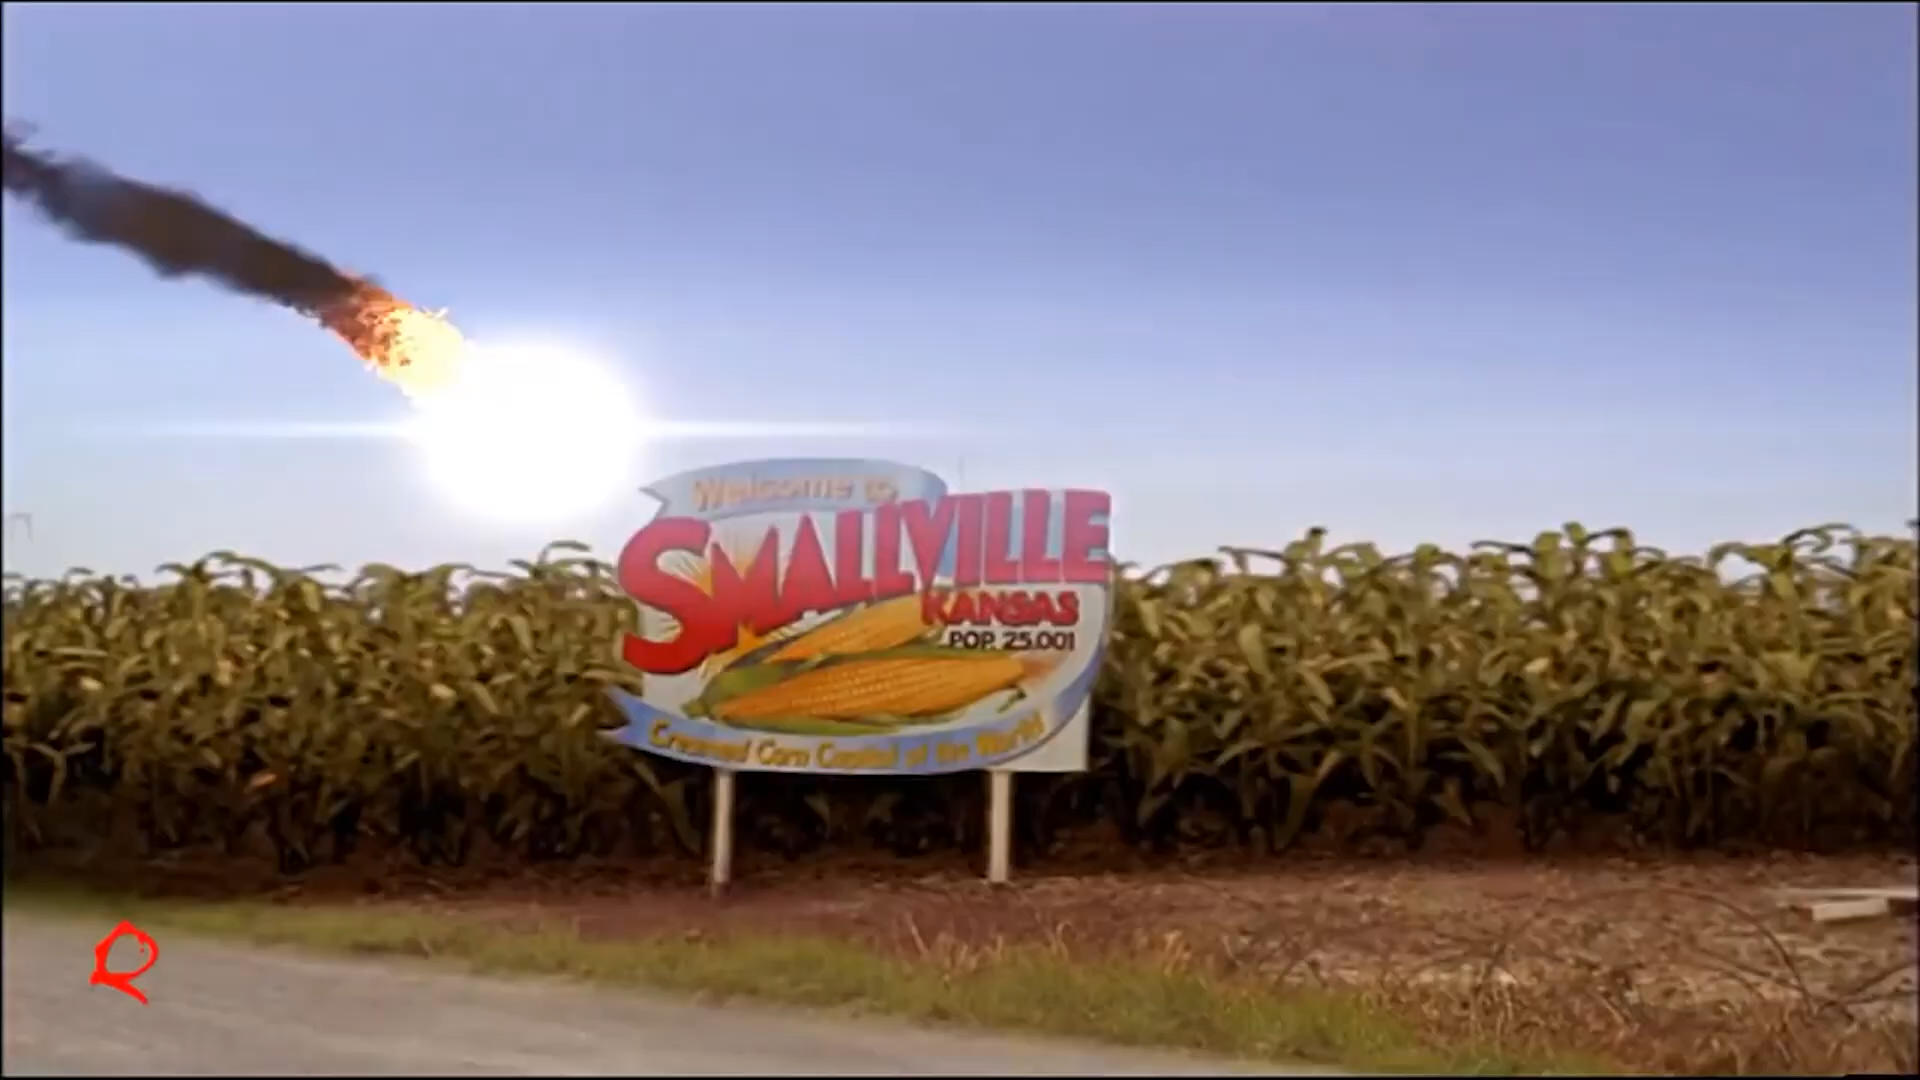 Welcome to
SMALLVILLE
KANSAS
POP. 25,001
Creamed Corn Capital of the World
R